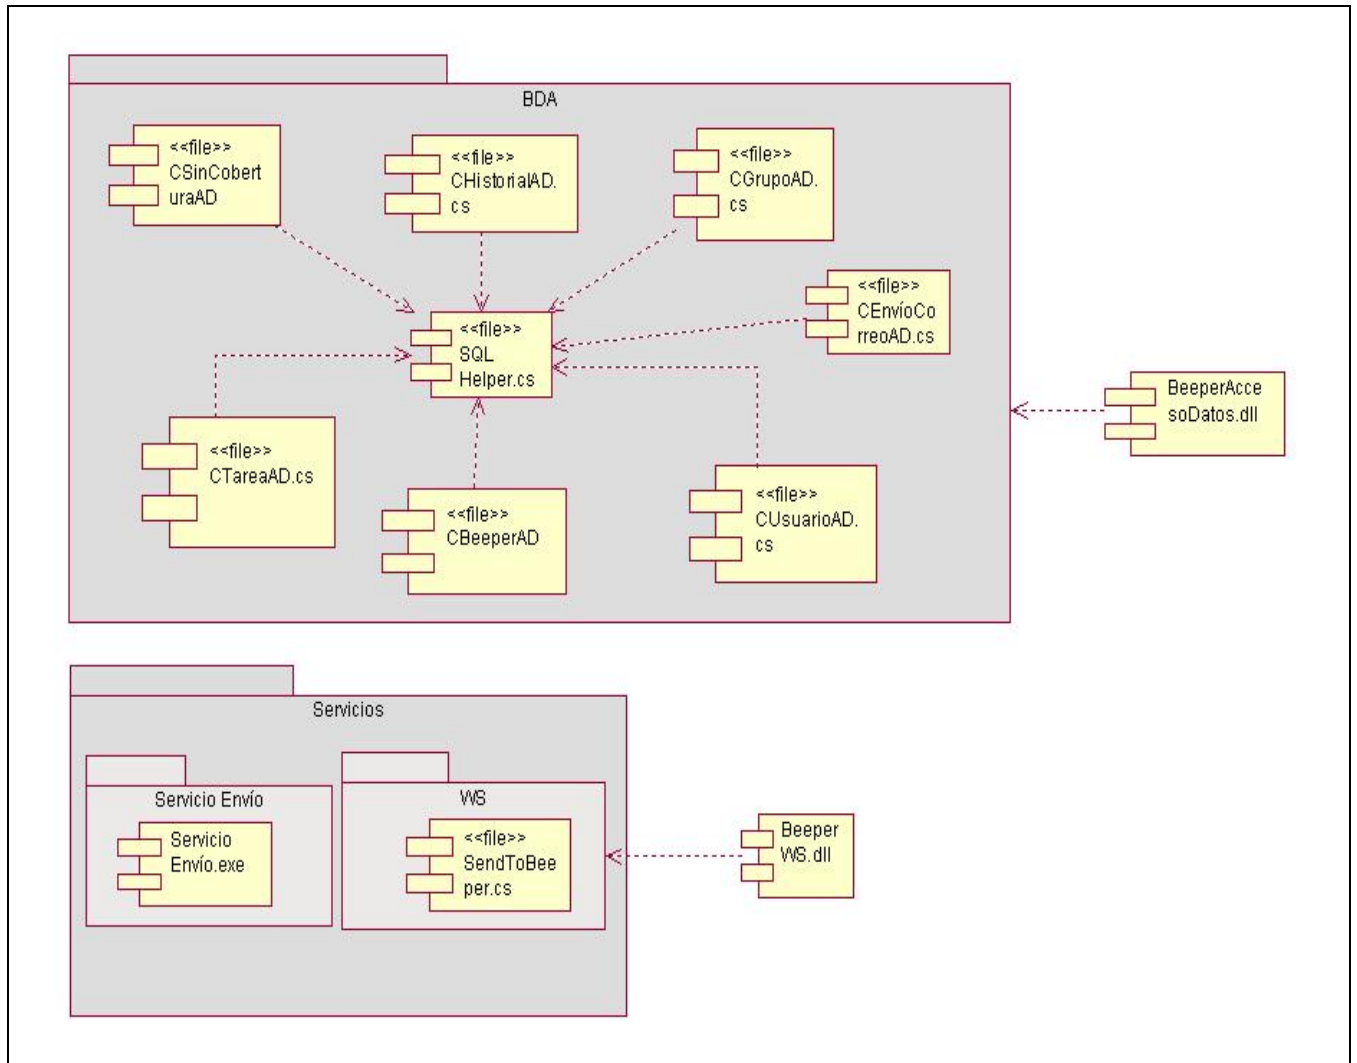 BDA
<<file>>
CSinCobert
uraAD
<<file>>
CHistorialAD.
cs
<<file>>
CGrupoAD.
cs
<<file>>
CEnvíoCo
rreoAD.cs
<<file>>
SQL
Helper.cs
BeeperAcce
soDatos.dll
<<file>>
CTareaAD.cs
<<file>>
CBeeperAD
<<file>>
CUsuarioAD.
cs
Servicios
Servicio Envío
Servicio
Envío.exe
WS
<<file>>
SendToBee
per.cs
Beeper
WS.dll